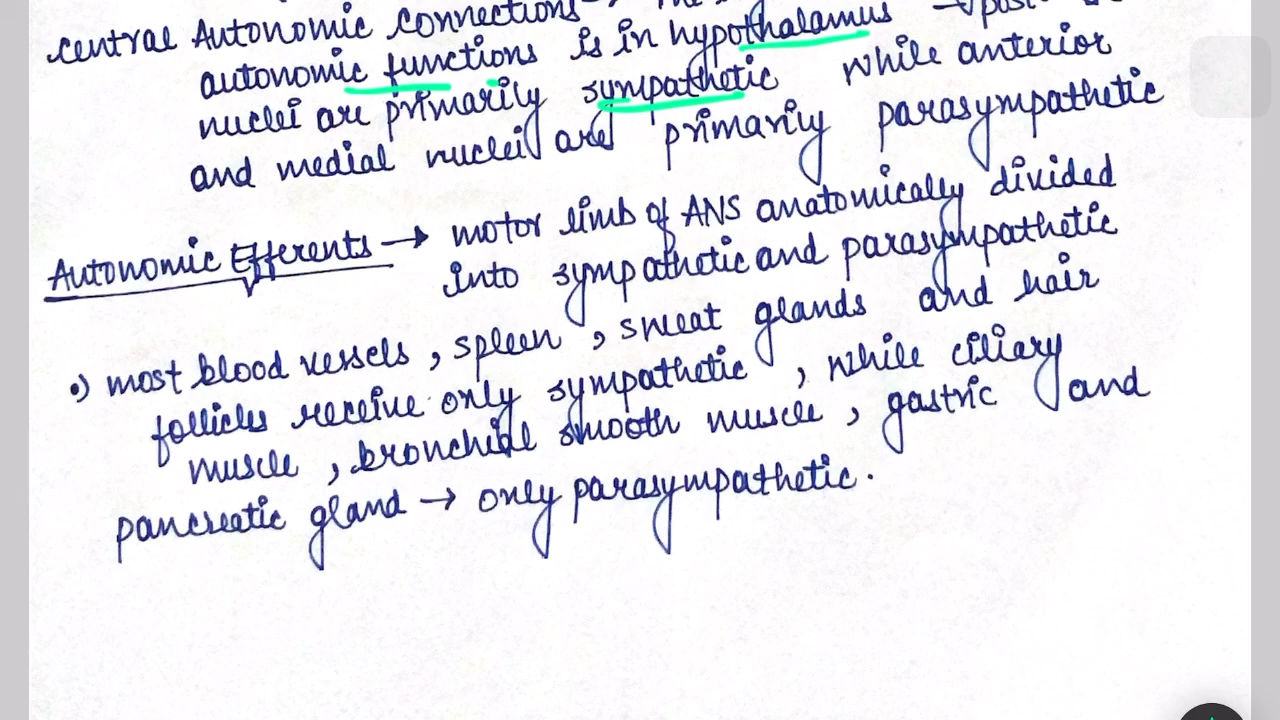 central Autonomic connections
autonomic functions is in hypothalamus →
nuclei are primarily sympathetic while anterior
and medial nuclei are primarily parasympathetic
Autonomic Efferents → motor limb of ANS anatomically divided
into sympathetic and parasympathetic
•) most blood vessels, spleen, sweat glands and hair
follicles receive only sympathetic, while ciliary
muscle, bronchial smooth muscle, gastric and
pancreatic gland → only parasympathetic.